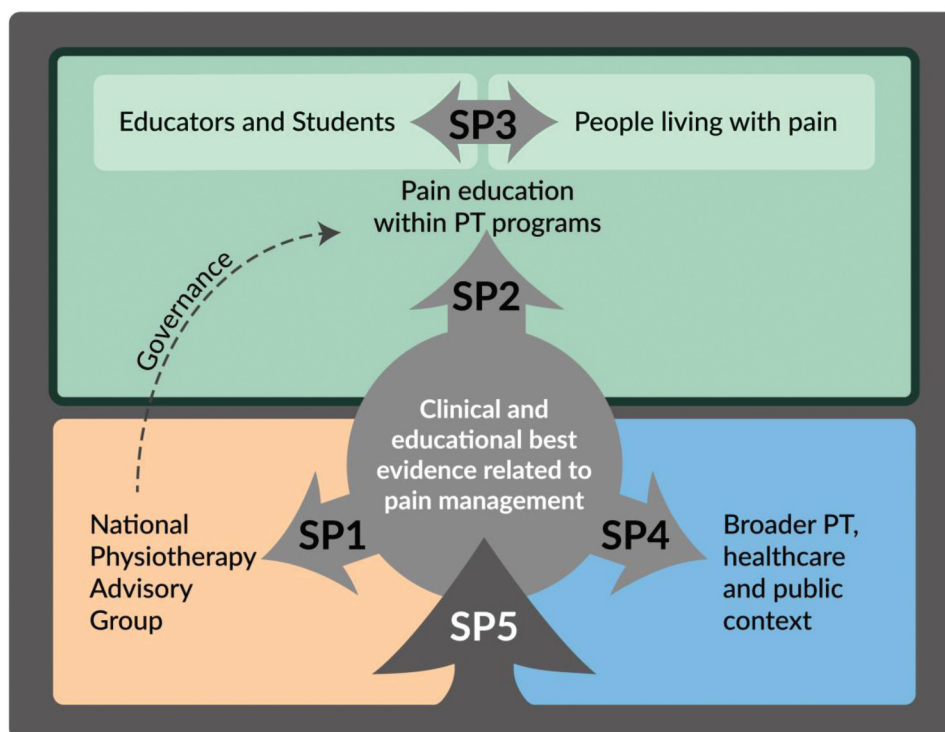 Educators and Students
SP3
People living with pain
Pain education
within PT programs
Governance
SP2
Clinical and
educational best
evidence related to
pain management
National
Physiotherapy
Advisory
Group
SP1
SP4
Broader PT,
healthcare
and public
context
SP5